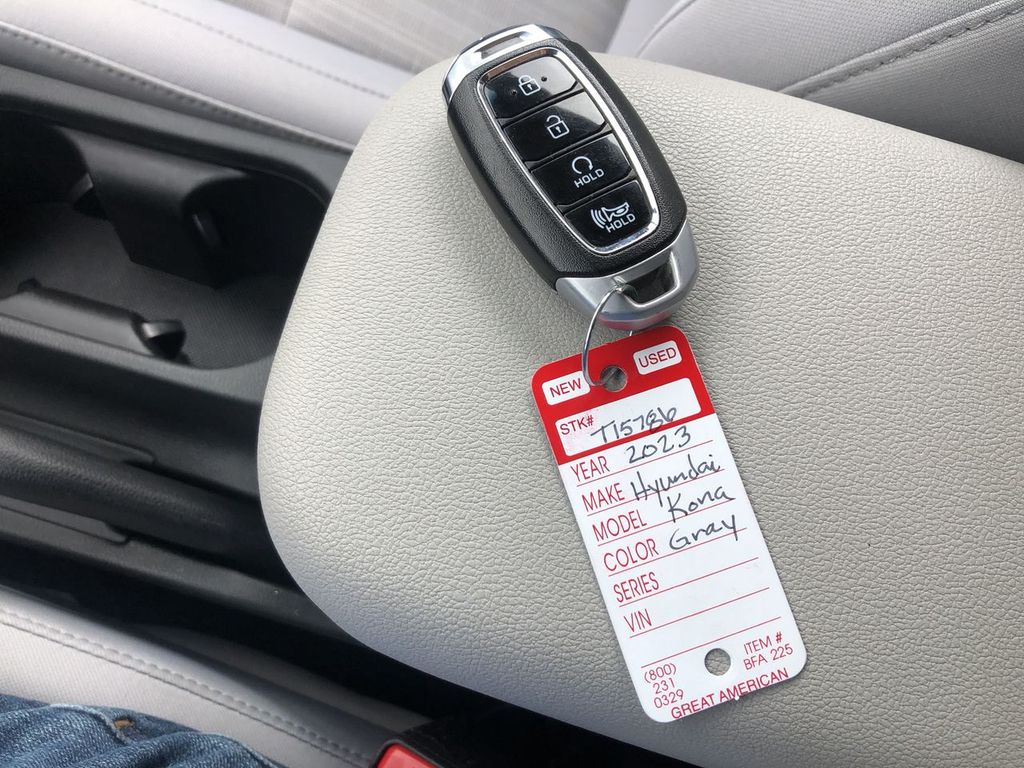 HOLD
HOLD
NEW USED
STK# T15786
YEAR 2023
MAKE Hyundai
MODEL Kona
COLOR Gray
SERIES
VIN
(800)
231
0329
ITEM #
BFA 225
GREAT AMERICAN